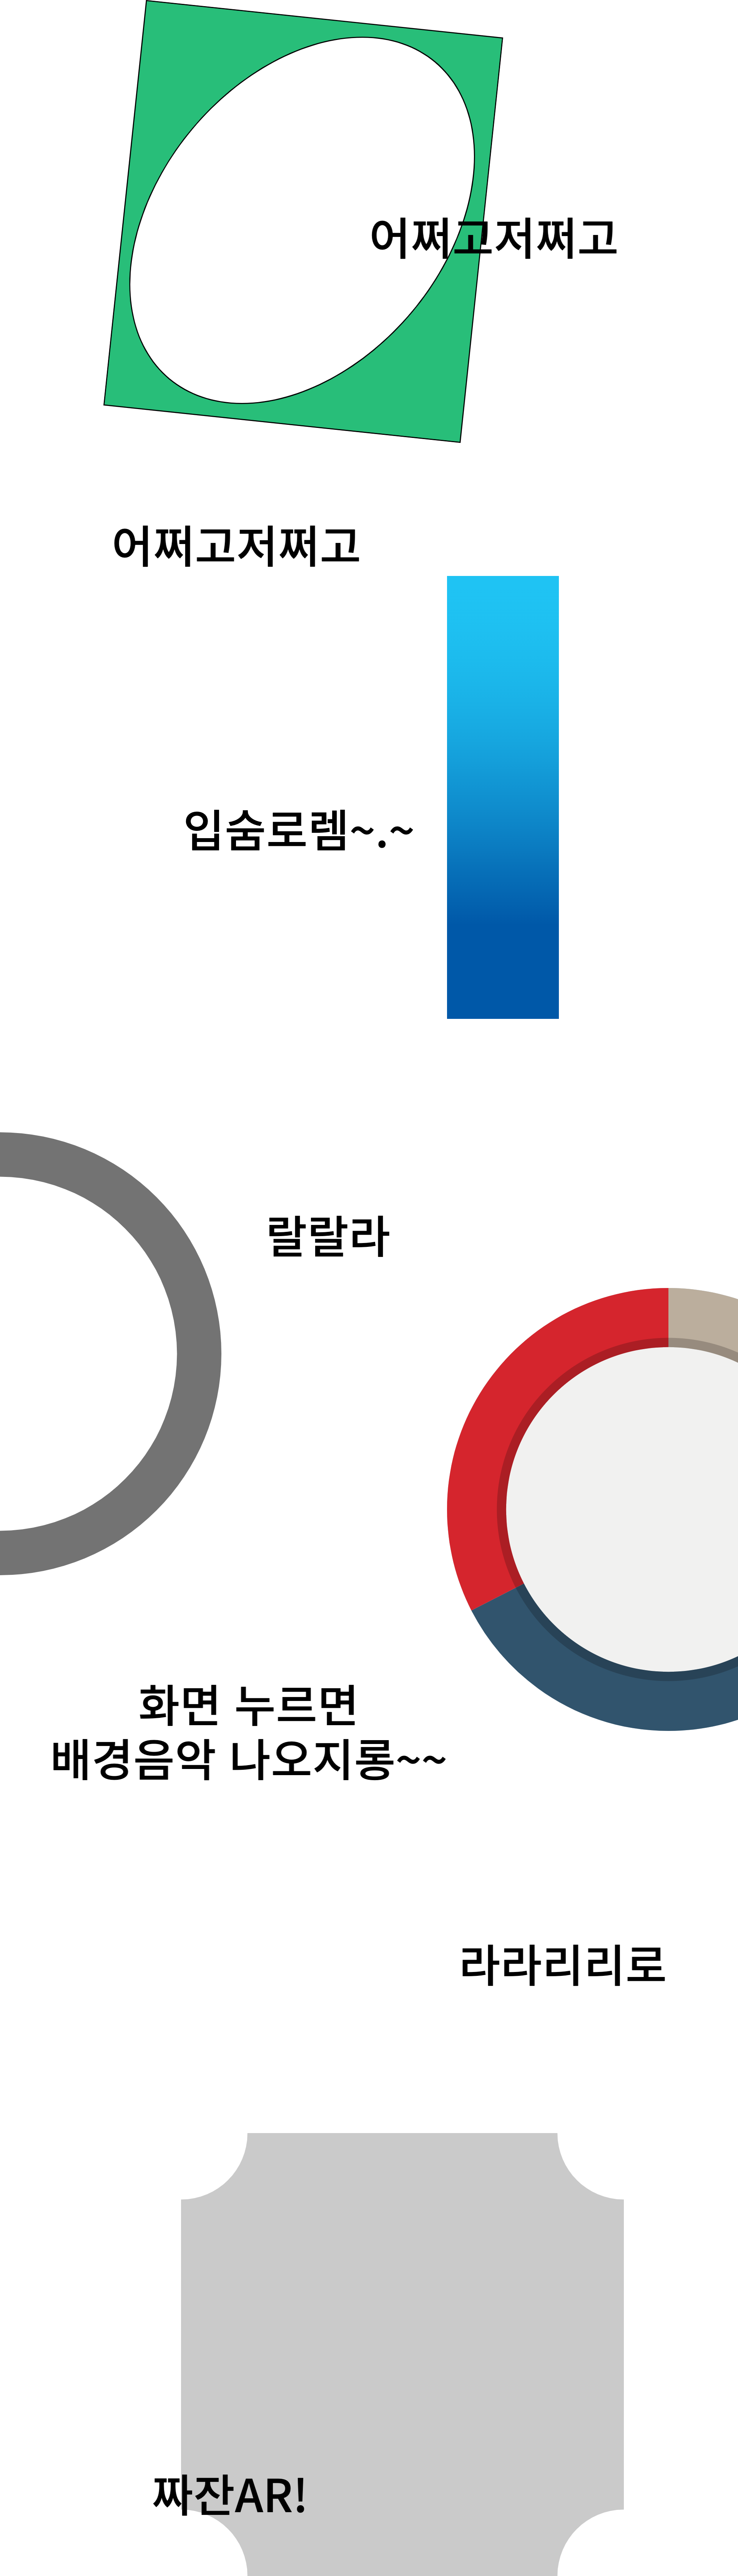 어쩌고저쩌고
어쩌고저쩌고
입숨로렘~.~
랄랄라
화면 누르면
배경음악 나오지롱~~
라라리리로
짜잔AR!